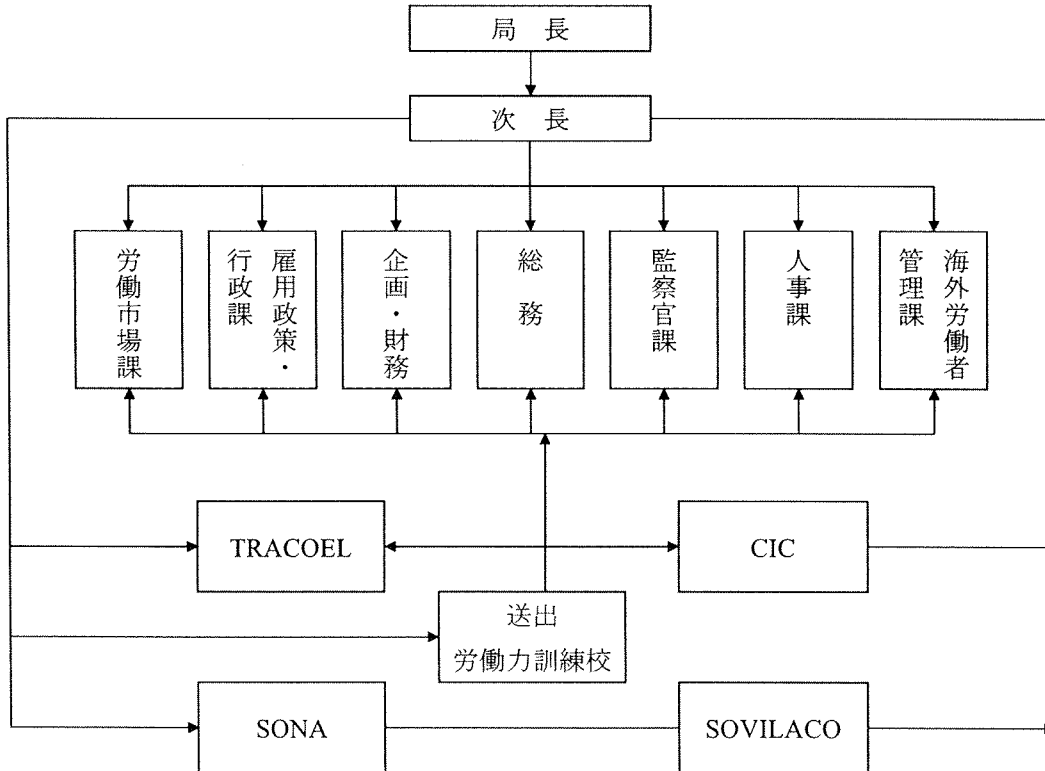 局　長
次　長
労働市場課
雇用政策・
行政課
企画・財務
総　務
監察官課
人事課
海外労働者
管理課
TRACOEL
CIC
送出
労働力訓練校
SONA
SOVILACO